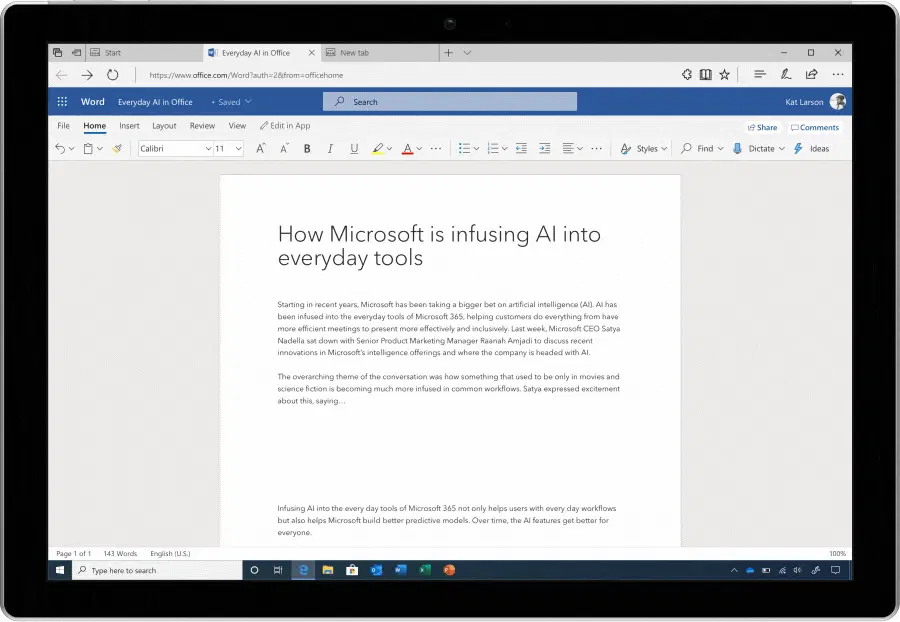 Start
Everyday AI in Office
New tab
https://www.office.com/Word?auth=2&from=officehome
Word Everyday AI in Office • Saved Search Kat Larson
File Home Insert Layout Review View Edit in App Share Comments
Calibri 11 A A B I U A Styles Find Dictate Ideas
How Microsoft is infusing AI into
everyday tools
Starting in recent years, Microsoft has been taking a bigger bet on artificial intelligence (AI). AI has
been infused into the everyday tools of Microsoft 365, helping customers do everything from have
more efficient meetings to present more effectively and inclusively. Last week, Microsoft CEO Satya
Nadella sat down with Senior Product Marketing Manager Raanah Amjadi to discuss recent
innovations in Microsoft's intelligence offerings and where the company is headed with AI.
The overarching theme of the conversation was how something that used to be only in movies and
science fiction is becoming much more infused in common workflows. Satya expressed excitement
about this, saying…
Infusing AI into the every day tools of Microsoft 365 not only helps users with every day workflows
but also helps Microsoft build better predictive models. Over time, the AI features get better for
everyone.
Page 1 of 1 143 Words English (U.S.) 100%
Type here to search